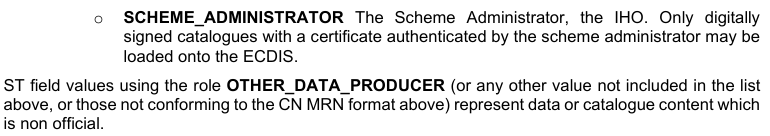 ○ SCHEME_ADMINISTRATOR The Scheme Administrator, the IHO. Only digitally
signed catalogues with a certificate authenticated by the scheme administrator may be
loaded onto the ECDIS.
ST field values using the role OTHER_DATA_PRODUCER (or any other value not included in the list
above, or those not conforming to the CN MRN format above) represent data or catalogue content which
is non official.